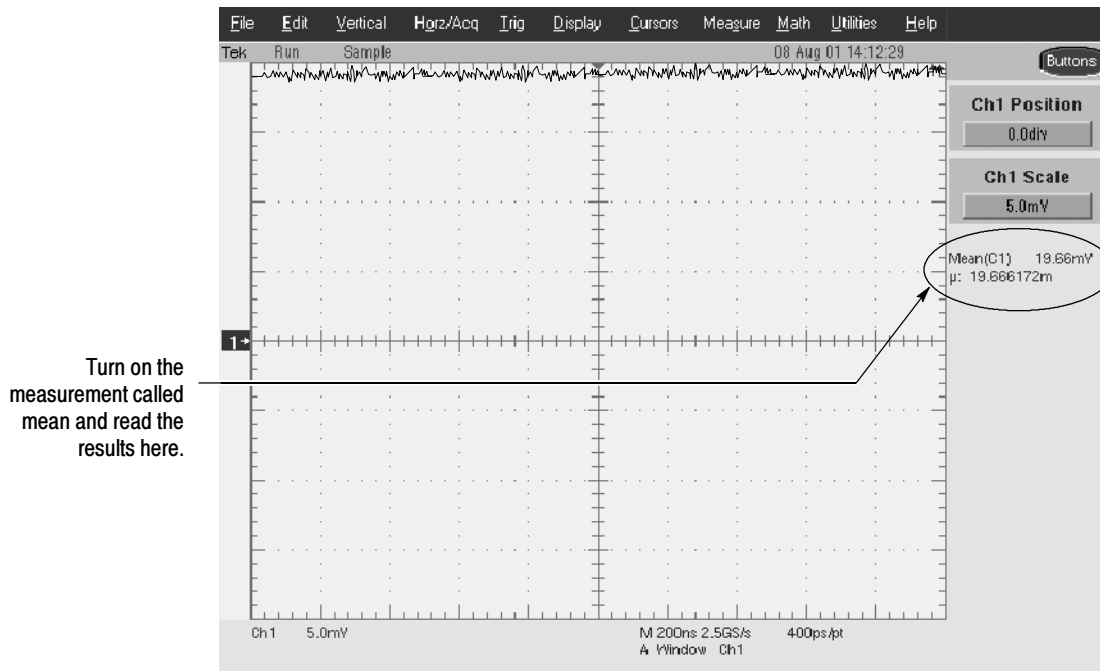 File Edit Vertical Horz/Acq Trig Display Cursors Measure Math Utilities Help
Tek Run Sample 08 Aug 01 14:12:29
Buttons
Ch1 Position
0.0div
Ch1 Scale
5.0mV
Mean(C1) 19.66mV
µ: 19.666172m
1
Turn on the
measurement called
mean and read the
results here.
Ch1 5.0mV M 200ns 2.5GS/s 400ps/pt
A Window Ch1